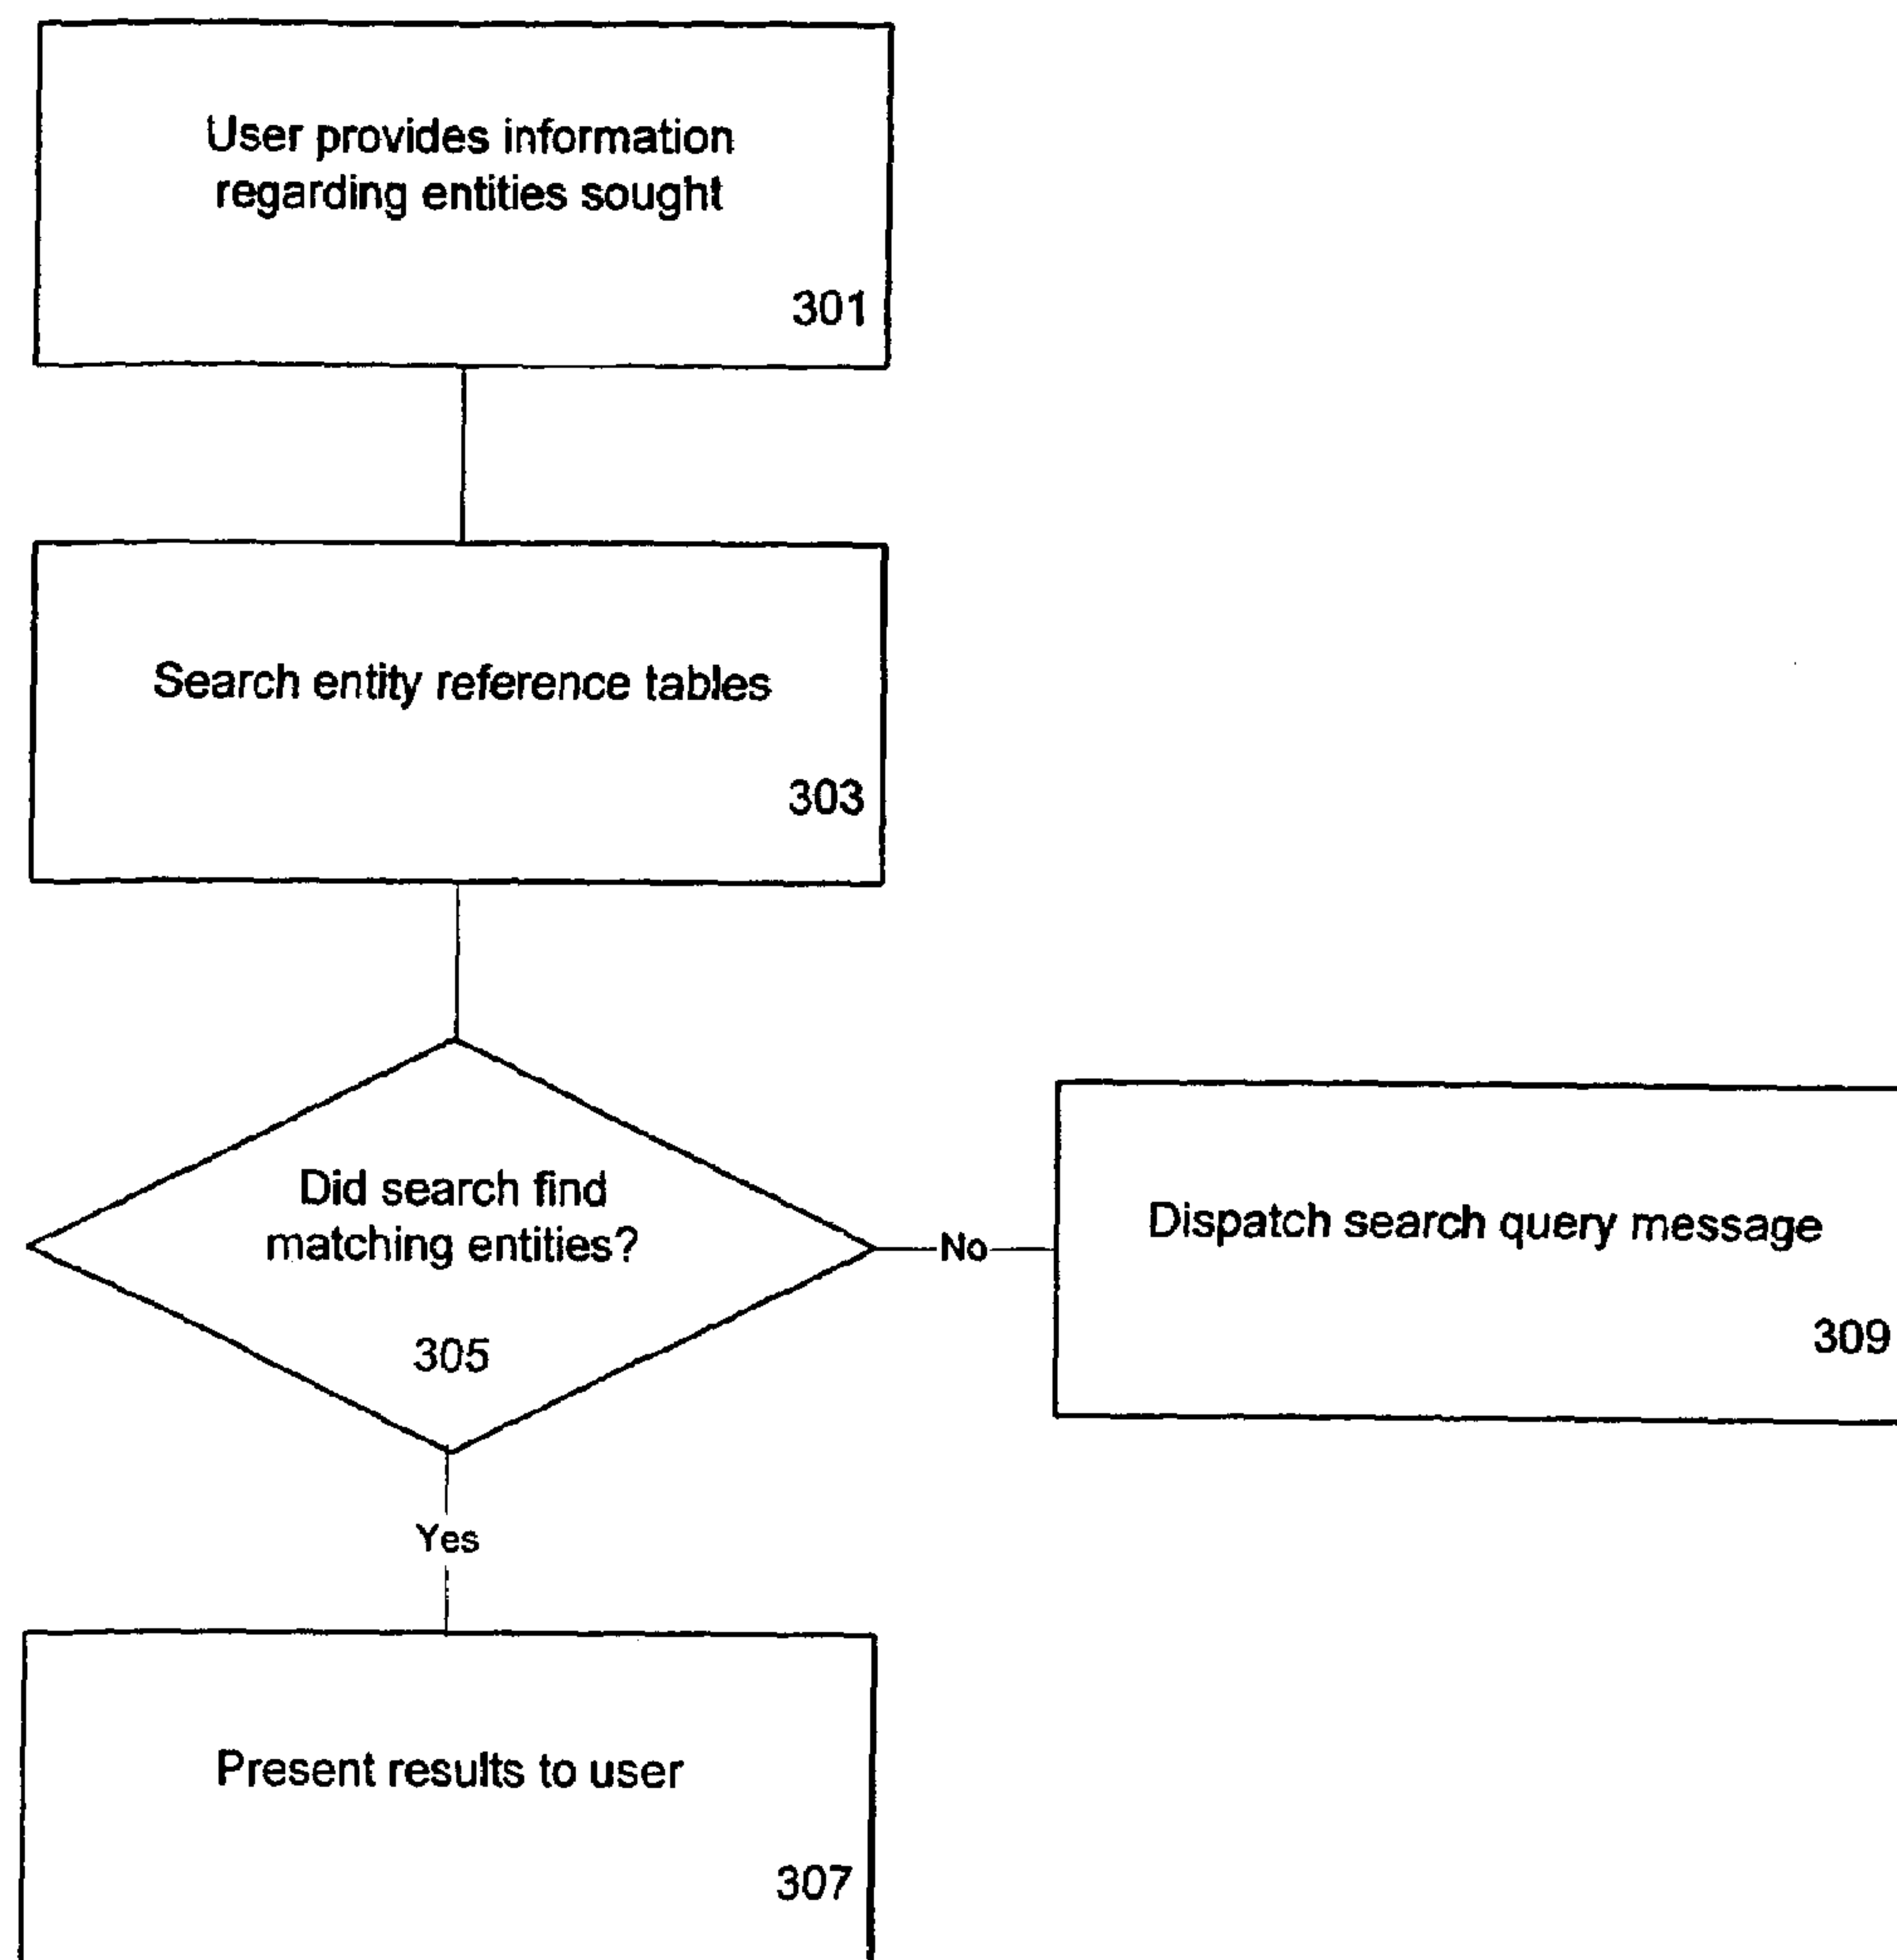 User provides information
regarding entities sought
301
Search entity reference tables
303
Did search find
matching entities?
305
No
Dispatch search query message
309
Yes
Present results to user
307